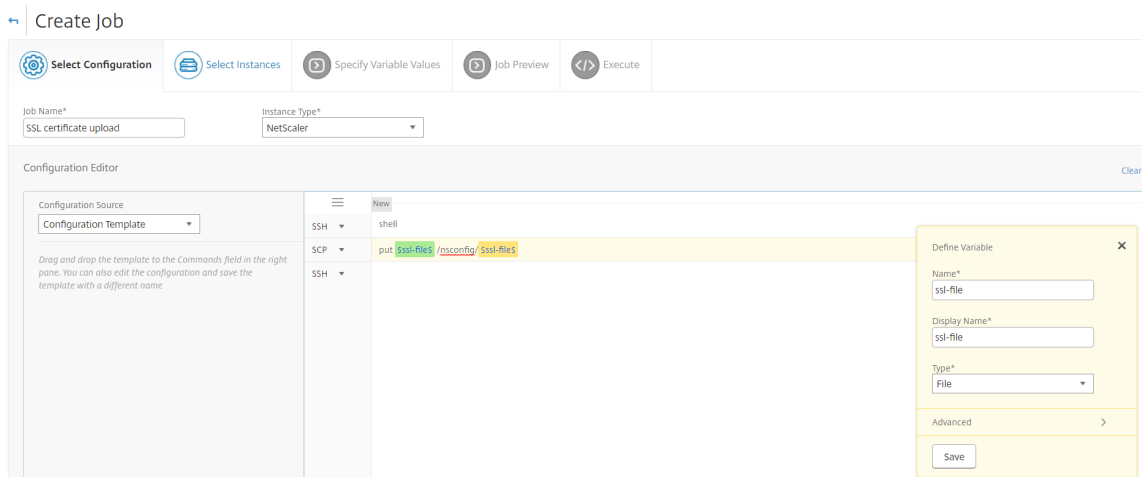 Create Job
Select Configuration
Select Instances
Specify Variable Values
Job Preview
Execute
Job Name*
SSL certificate upload
Instance Type*
NetScaler
Configuration Editor
Clear
Configuration Source
Configuration Template
Drag and drop the template to the Commands field in the right
pane. You can also edit the configuration and save the
template with a different name
New
SSH shell
SCP put $ssl-file$ /nsconfig/$ssl-file$
SSH
Define Variable
Name*
ssl-file
Display Name*
ssl-file
Type*
File
Advanced
Save